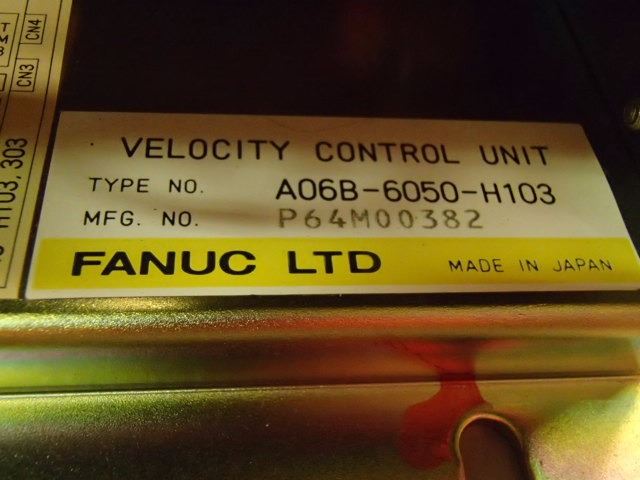 VELOCITY CONTROL UNIT
TYPE NO. A06B-6050-H103
MFG. NO. P64M00382
FANUC LTD MADE IN JAPAN
CN4
CN3
H103, 303